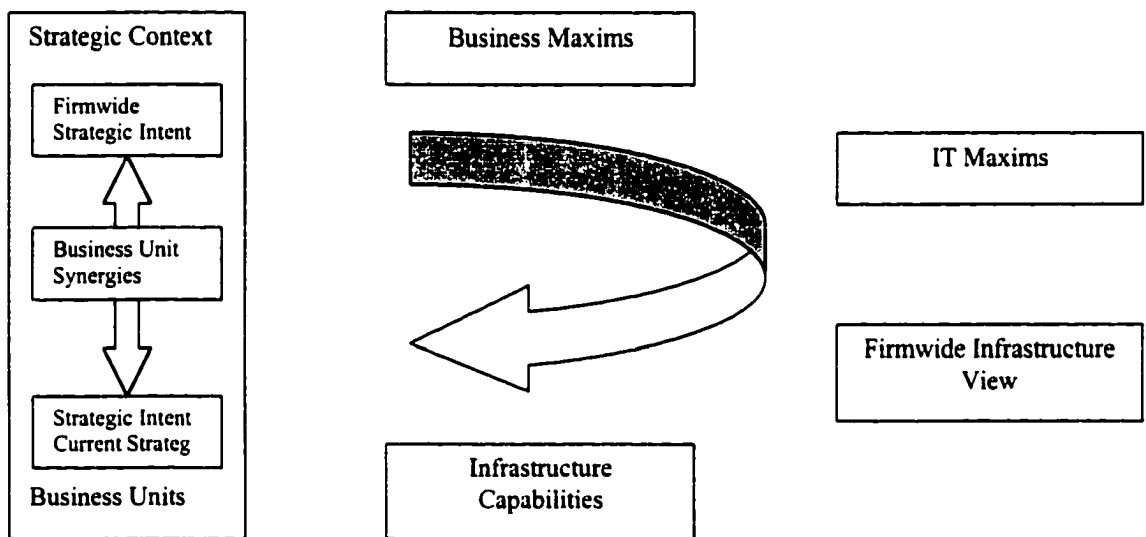 Strategic Context
Firmwide
Strategic Intent
Business Unit
Synergies
Strategic Intent
Current Strateg
Business Units
Business Maxims
IT Maxims
Firmwide Infrastructure
View
Infrastructure
Capabilities